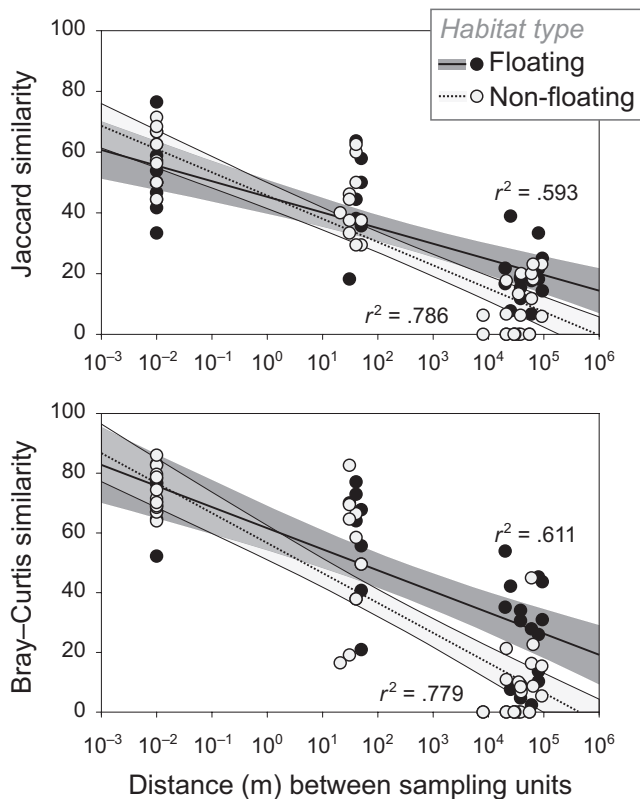 Habitat type
Floating
Non-floating
Jaccard similarity
100
80
60
40
20
0
r² = .593
r² = .786
10⁻³ 10⁻² 10⁻¹ 10⁰ 10¹ 10² 10³ 10⁴ 10⁵ 10⁶
Bray–Curtis similarity
100
80
60
40
20
0
r² = .611
r² = .779
10⁻³ 10⁻² 10⁻¹ 10⁰ 10¹ 10² 10³ 10⁴ 10⁵ 10⁶
Distance (m) between sampling units